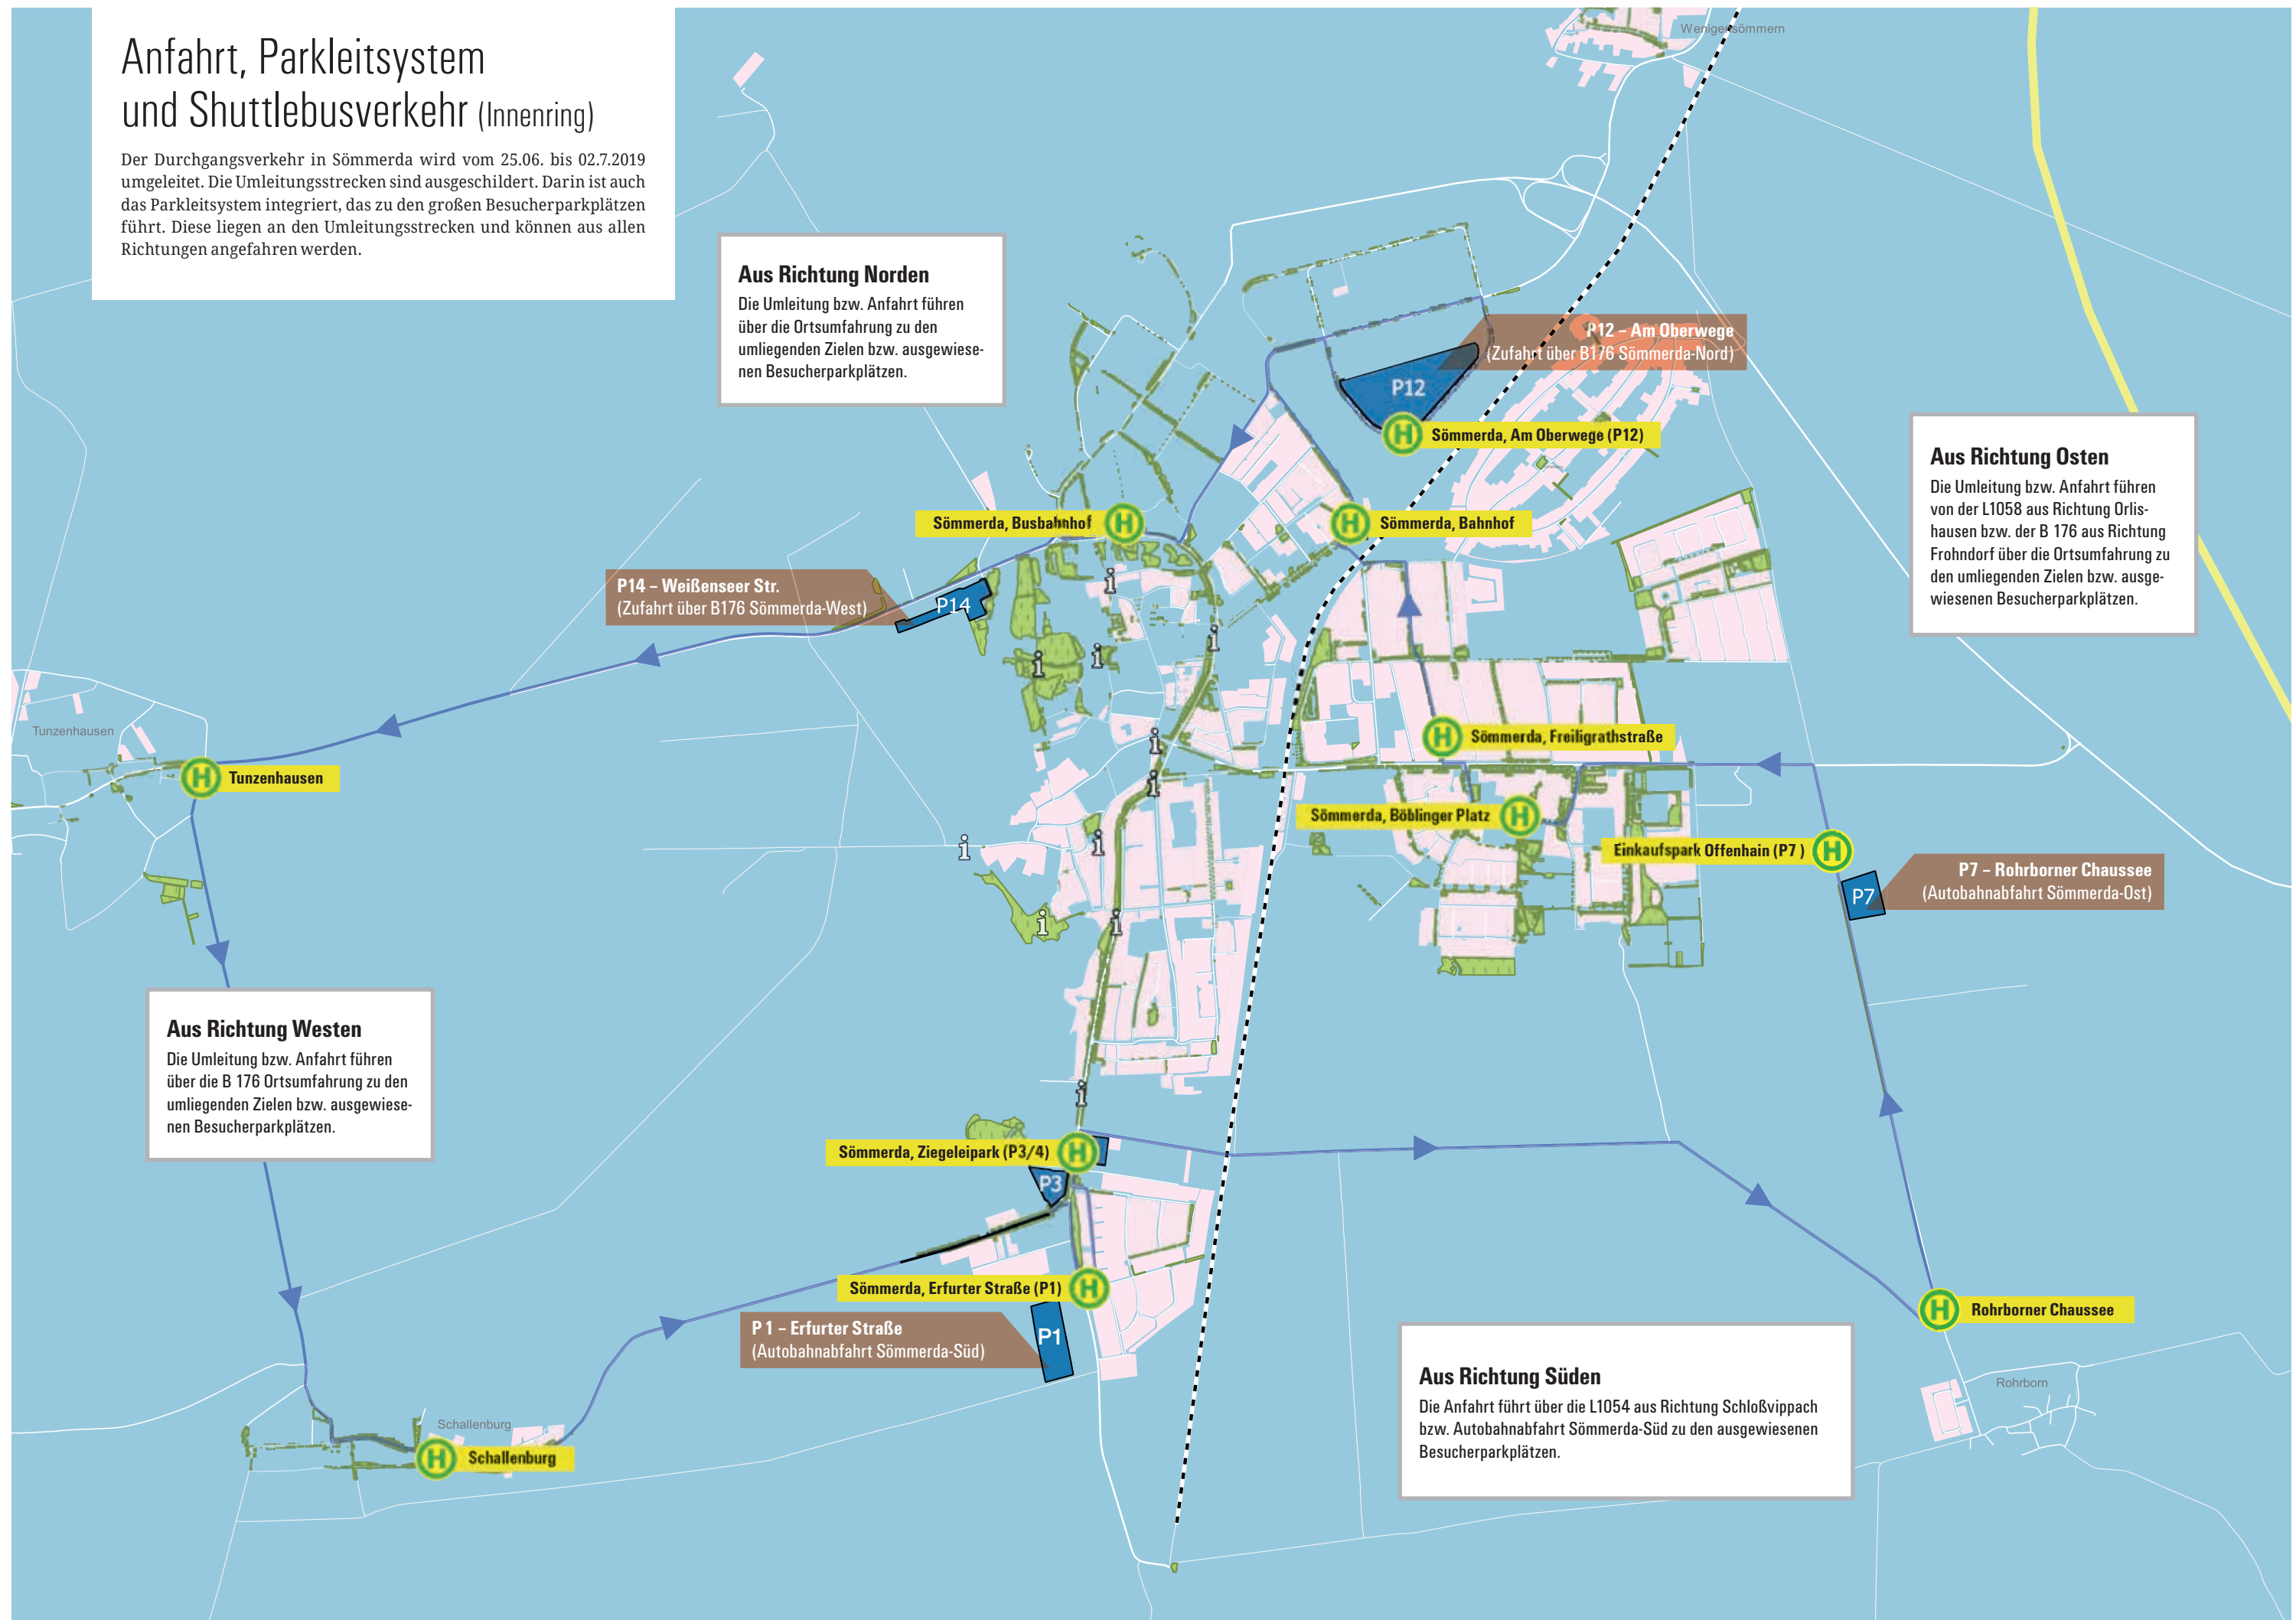 Anfahrt, Parkleitsystem
und Shuttlebusverkehr (Innenring)
Der Durchgangsverkehr in Sömmerda wird vom 25.06. bis 02.7.2019
umgeleitet. Die Umleitungsstrecken sind ausgeschildert. Darin ist auch
das Parkleitsystem integriert, das zu den großen Besucherparkplätzen
führt. Diese liegen an den Umleitungsstrecken und können aus allen
Richtungen angefahren werden.
Wenigensömmern
Aus Richtung Norden
Die Umleitung bzw. Anfahrt führen
über die Ortsumfahrung zu den
umliegenden Zielen bzw. ausgewiese-
nen Besucherparkplätzen.
P12 – Am Oberwege
(Zufahrt über B176 Sömmerda-Nord)
P12
H Sömmerda, Am Oberwege (P12)
Aus Richtung Osten
Die Umleitung bzw. Anfahrt führen
von der L1058 aus Richtung Orlis-
hausen bzw. der B 176 aus Richtung
Frohndorf über die Ortsumfahrung zu
den umliegenden Zielen bzw. ausge-
wiesenen Besucherparkplätzen.
Sömmerda, Busbahnhof H
H Sömmerda, Bahnhof
P14 – Weißenseer Str.
(Zufahrt über B176 Sömmerda-West)
P14
i
i
i
i
Tunzenhausen
H Tunzenhausen
i
H Sömmerda, Freiligrathstraße
i
Sömmerda, Böblinger Platz H
i
i
Einkaufspark Offenhain (P7 ) H
P7 – Rohrborner Chaussee
(Autobahnabfahrt Sömmerda-Ost)
P7
i
i
Aus Richtung Westen
Die Umleitung bzw. Anfahrt führen
über die B 176 Ortsumfahrung zu den
umliegenden Zielen bzw. ausgewiese-
nen Besucherparkplätzen.
i
Sömmerda, Ziegeleipark (P3/4) H
P3
Sömmerda, Erfurter Straße (P1) H
P 1 – Erfurter Straße
(Autobahnabfahrt Sömmerda-Süd)
P1
H Rohrborner Chaussee
Aus Richtung Süden
Die Anfahrt führt über die L1054 aus Richtung Schloßvippach
bzw. Autobahnabfahrt Sömmerda-Süd zu den ausgewiesenen
Besucherparkplätzen.
Rohrborn
Schallenburg
H Schallenburg